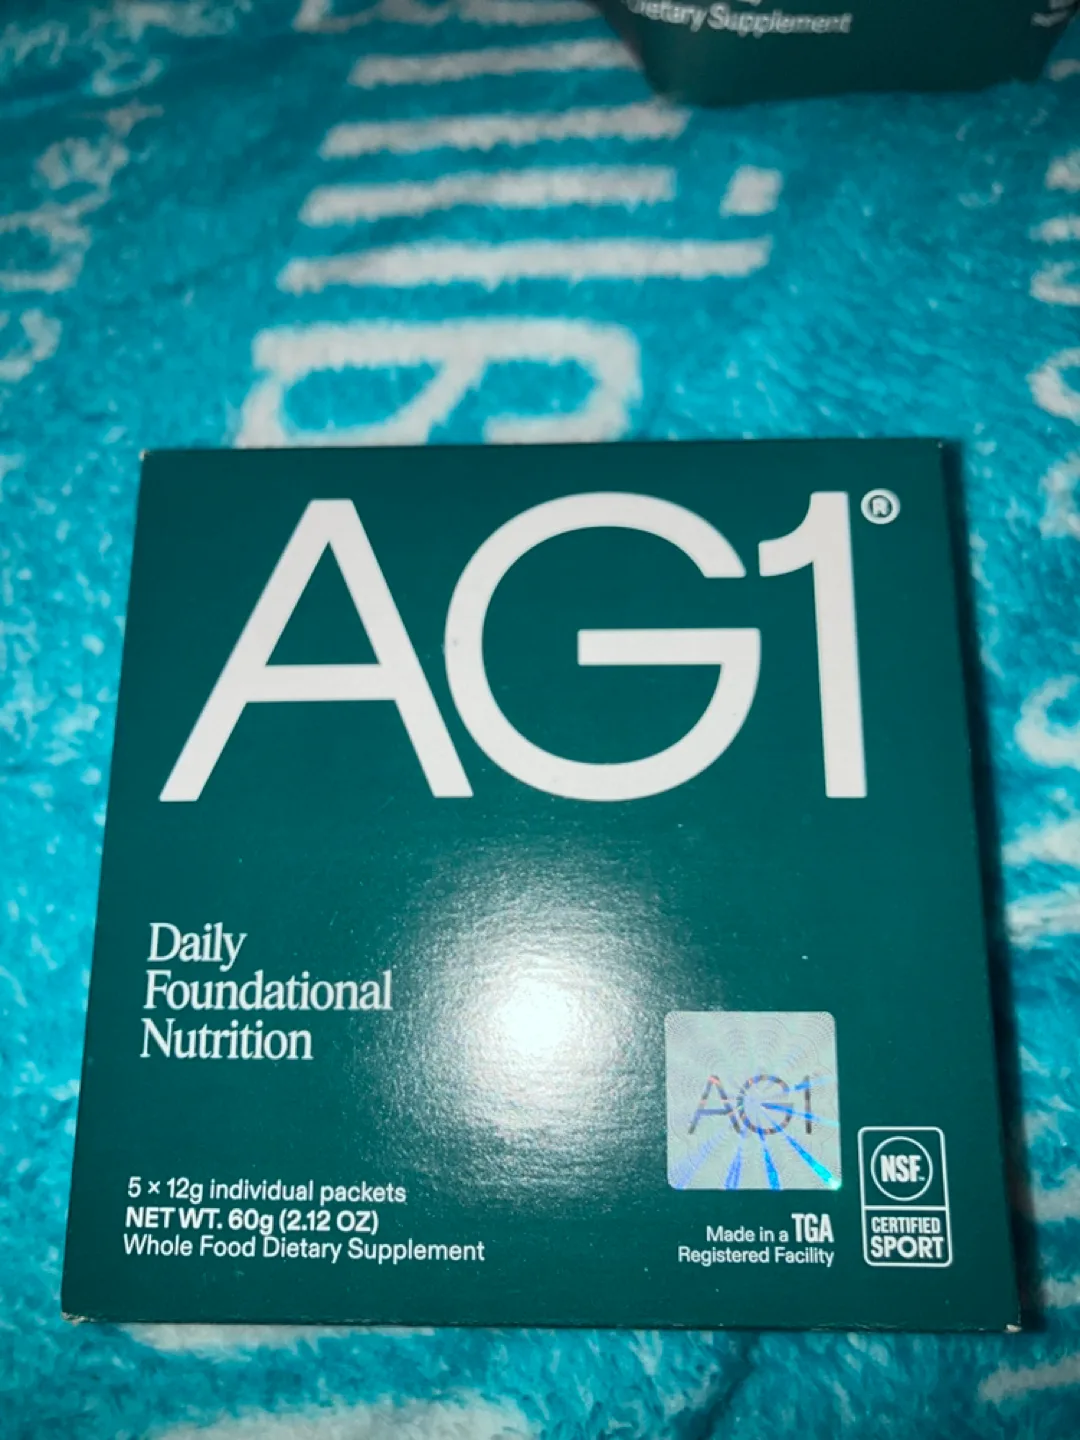 Dietary Supplement
B
AG1®
Daily
Foundational
Nutrition
AG1
5 × 12g individual packets
NET WT. 60g (2.12 OZ)
Whole Food Dietary Supplement
Made in a TGA
Registered Facility
NSF™
CERTIFIED
SPORT